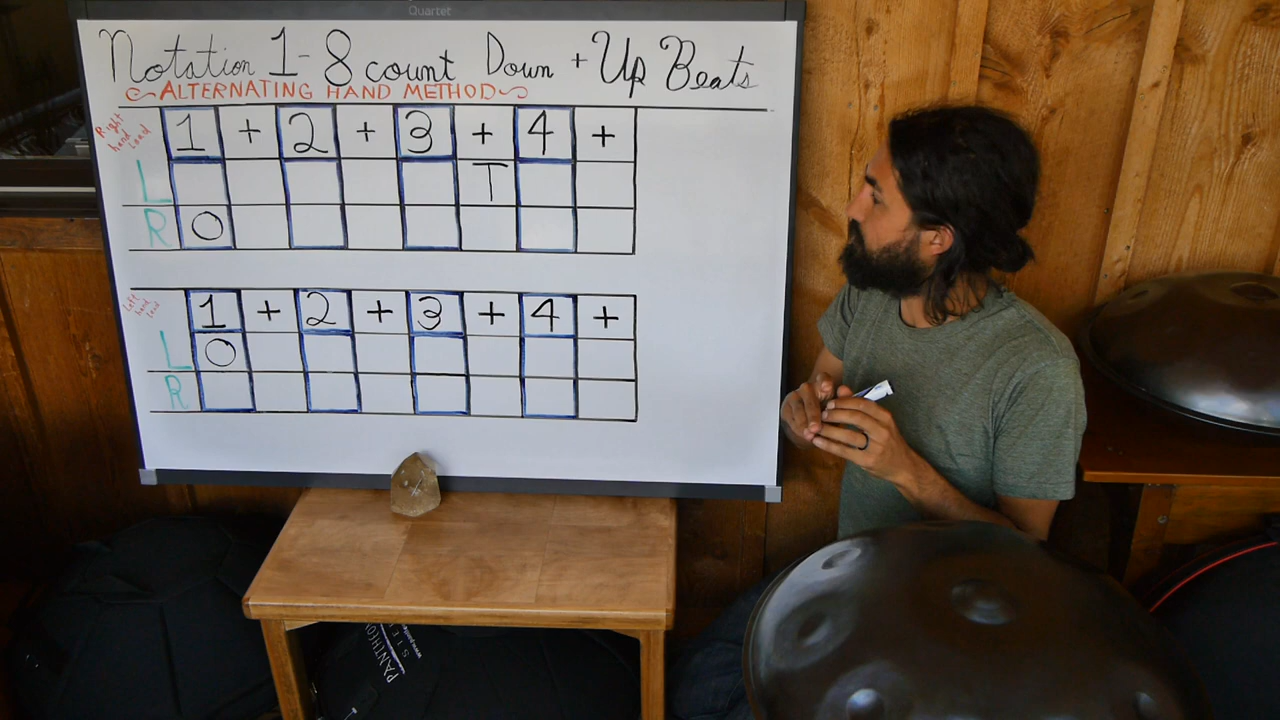 Quartet
Notation 1-8 count Down + Up Beats
ALTERNATING HAND METHOD
Right hand Lead
1 + 2 + 3 + 4 +
L T
R O
Left hand Lead
1 + 2 + 3 + 4 +
L O
R
PANTHEON